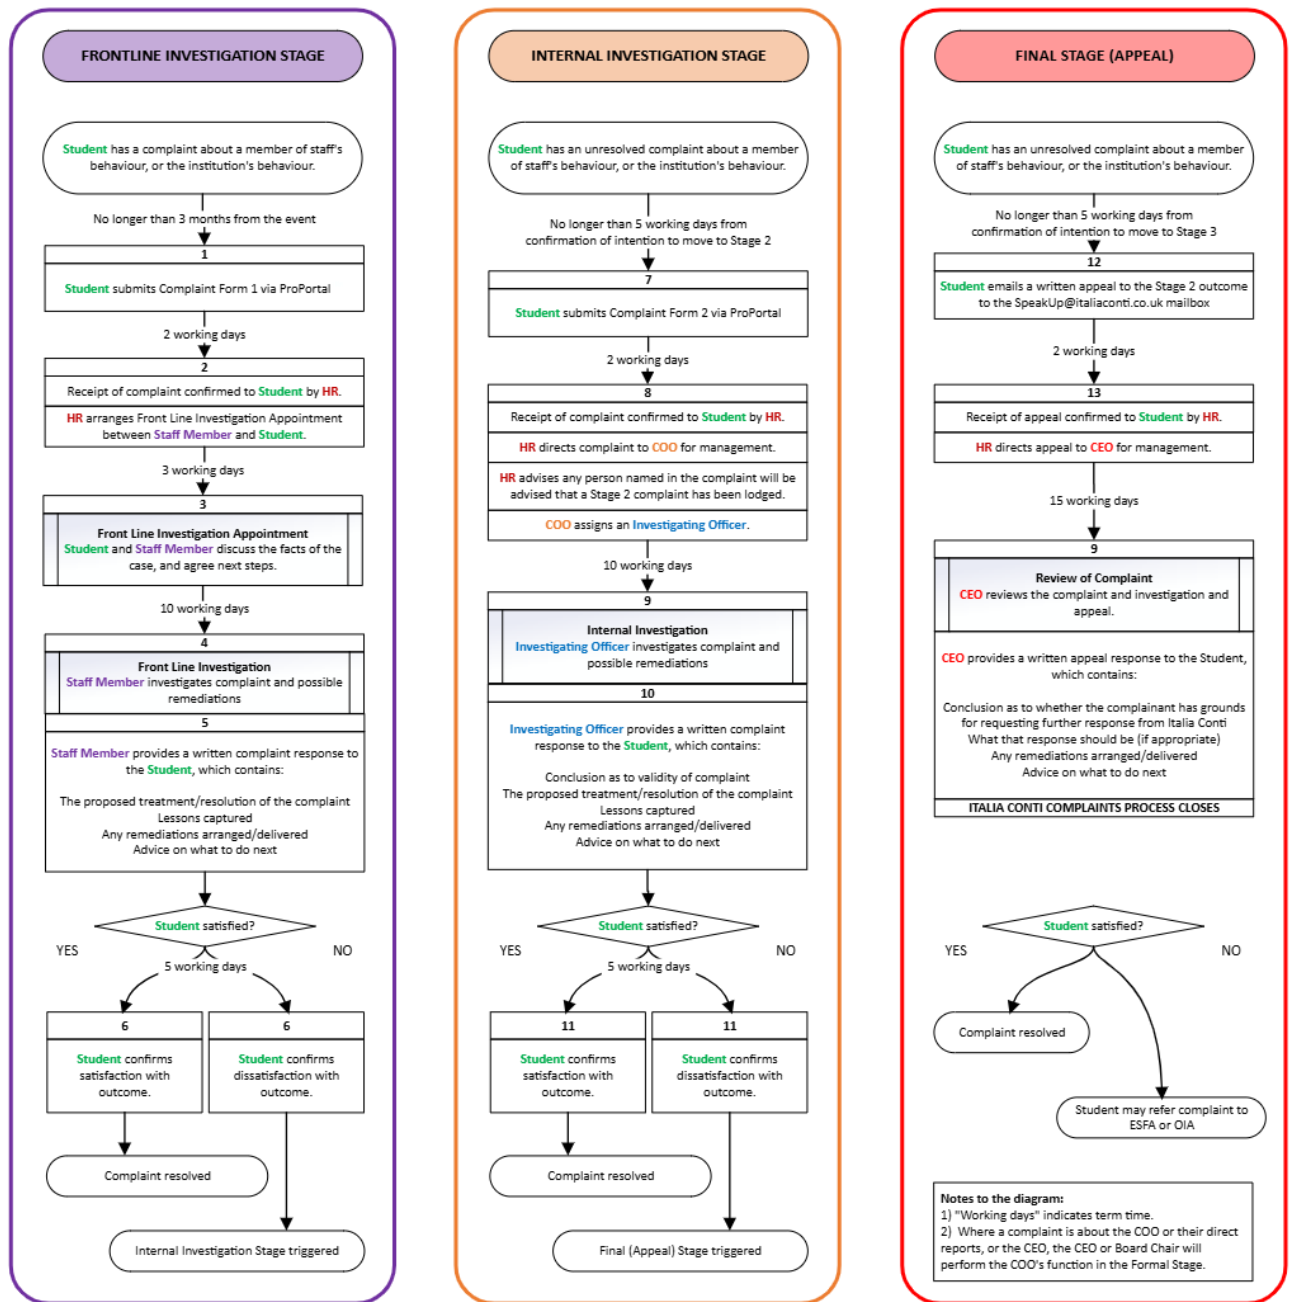 FRONTLINE INVESTIGATION STAGE
Student has a complaint about a member of staff's
behaviour, or the institution's behaviour.
No longer than 3 months from the event
1
Student submits Complaint Form 1 via ProPortal
2 working days
2
Receipt of complaint confirmed to Student by HR.
HR arranges Front Line Investigation Appointment
between Staff Member and Student.
3 working days
3
Front Line Investigation Appointment
Student and Staff Member discuss the facts of the
case, and agree next steps.
10 working days
4
Front Line Investigation
Staff Member investigates complaint and possible
remediations
5
Staff Member provides a written complaint response to
the Student, which contains:
The proposed treatment/resolution of the complaint
Lessons captured
Any remediations arranged/delivered
Advice on what to do next
Student satisfied?
YES
NO
5 working days
6
Student confirms
satisfaction with
outcome.
6
Student confirms
dissatisfaction with
outcome.
Complaint resolved
Internal Investigation Stage triggered
INTERNAL INVESTIGATION STAGE
Student has an unresolved complaint about a member
of staff's behaviour, or the institution's behaviour.
No longer than 5 working days from
confirmation of intention to move to Stage 2
7
Student submits Complaint Form 2 via ProPortal
2 working days
8
Receipt of complaint confirmed to Student by HR.
HR directs complaint to COO for management.
HR advises any person named in the complaint will be
advised that a Stage 2 complaint has been lodged.
COO assigns an Investigating Officer.
10 working days
9
Internal Investigation
Investigating Officer investigates complaint and
possible remediations
10
Investigating Officer provides a written complaint
response to the Student, which contains:
Conclusion as to validity of complaint
The proposed treatment/resolution of the complaint
Lessons captured
Any remediations arranged/delivered
Advice on what to do next
Student satisfied?
YES
NO
5 working days
11
Student confirms
satisfaction with
outcome.
11
Student confirms
dissatisfaction with
outcome.
Complaint resolved
Final (Appeal) Stage triggered
FINAL STAGE (APPEAL)
Student has an unresolved complaint about a member
of staff's behaviour, or the institution's behaviour.
No longer than 5 working days from
confirmation of intention to move to Stage 3
12
Student emails a written appeal to the Stage 2 outcome
to the SpeakUp@italiaconti.co.uk mailbox
2 working days
13
Receipt of appeal confirmed to Student by HR.
HR directs appeal to CEO for management.
15 working days
9
Review of Complaint
CEO reviews the complaint and investigation and
appeal.
CEO provides a written appeal response to the Student,
which contains:
Conclusion as to whether the complainant has grounds
for requesting further response from Italia Conti
What that response should be (if appropriate)
Any remediations arranged/delivered
Advice on what to do next
ITALIA CONTI COMPLAINTS PROCESS CLOSES
Student satisfied?
YES
NO
Complaint resolved
Student may refer complaint to
ESFA or OIA
Notes to the diagram:
1) "Working days" indicates term time.
2) Where a complaint is about the COO or their direct
reports, or the CEO, the CEO or Board Chair will
perform the COO's function in the Formal Stage.